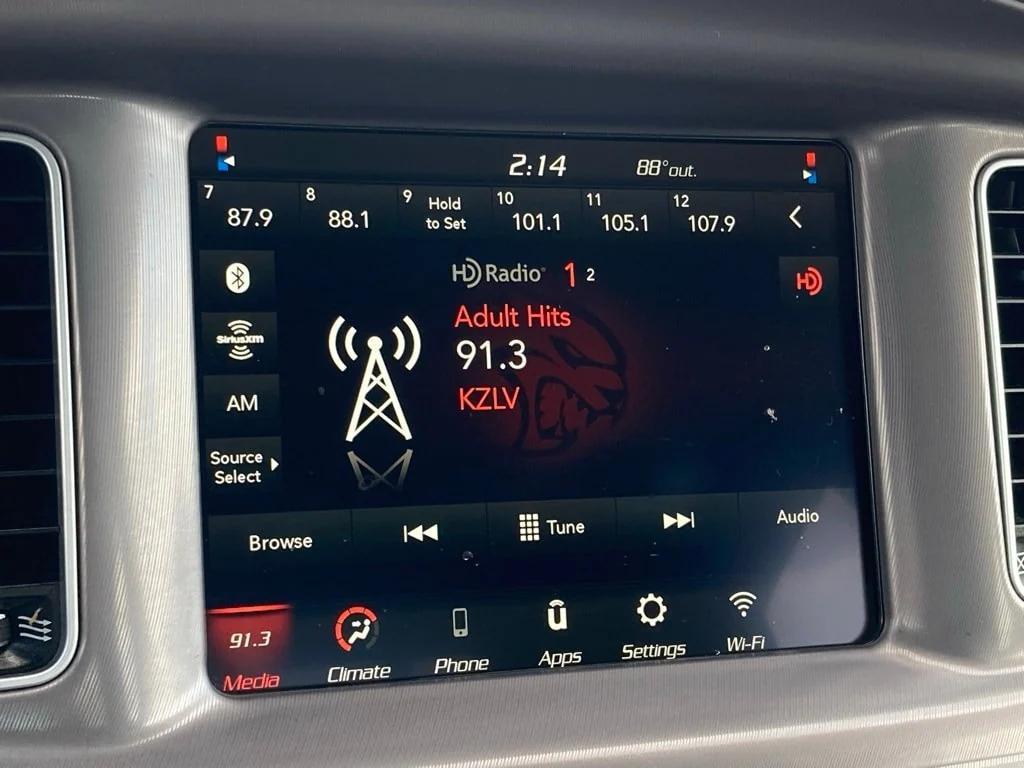 2:14 88°out.
7 8 9 Hold 10 11 12
87.9 88.1 to Set 101.1 105.1 107.9
HD Radio® 1 2 HD
Adult Hits
SiriusXM
91.3
AM KZLV
Source
Select
Browse Tune Audio
91.3
Media Climate Phone Apps Settings Wi-Fi